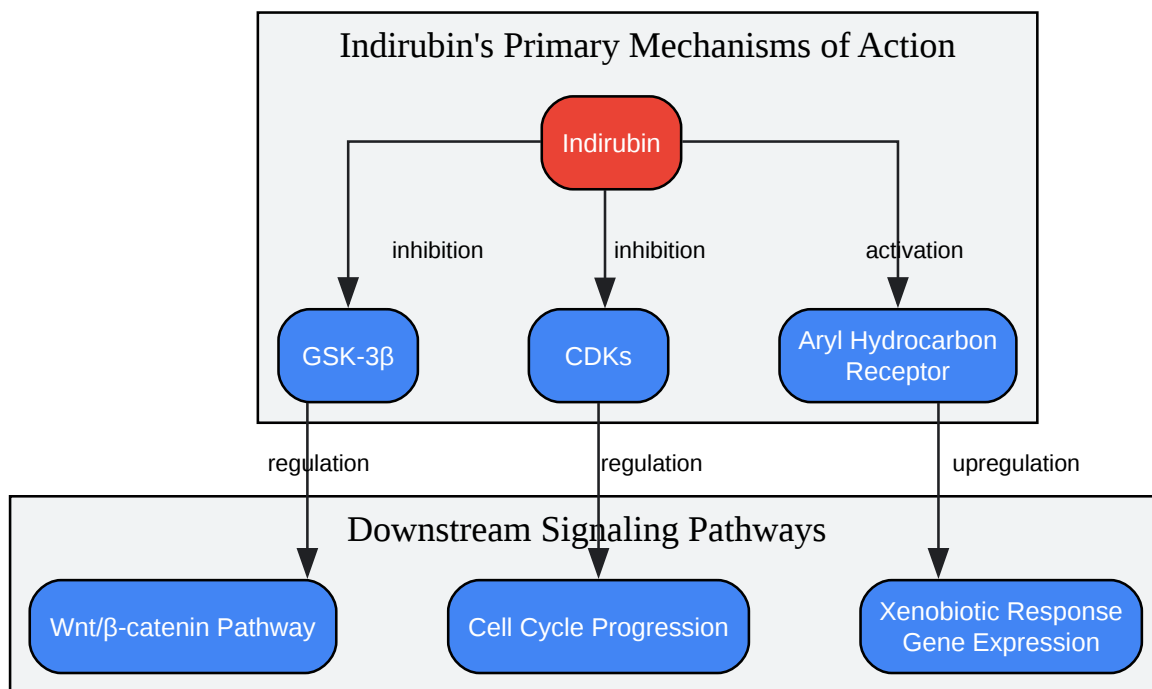 Indirubin's Primary Mechanisms of Action
Indirubin
inhibition
inhibition
activation
GSK-3β
CDKs
Aryl Hydrocarbon
Receptor
regulation
regulation
upregulation
Downstream Signaling Pathways
Wnt/β-catenin Pathway
Cell Cycle Progression
Xenobiotic Response
Gene Expression